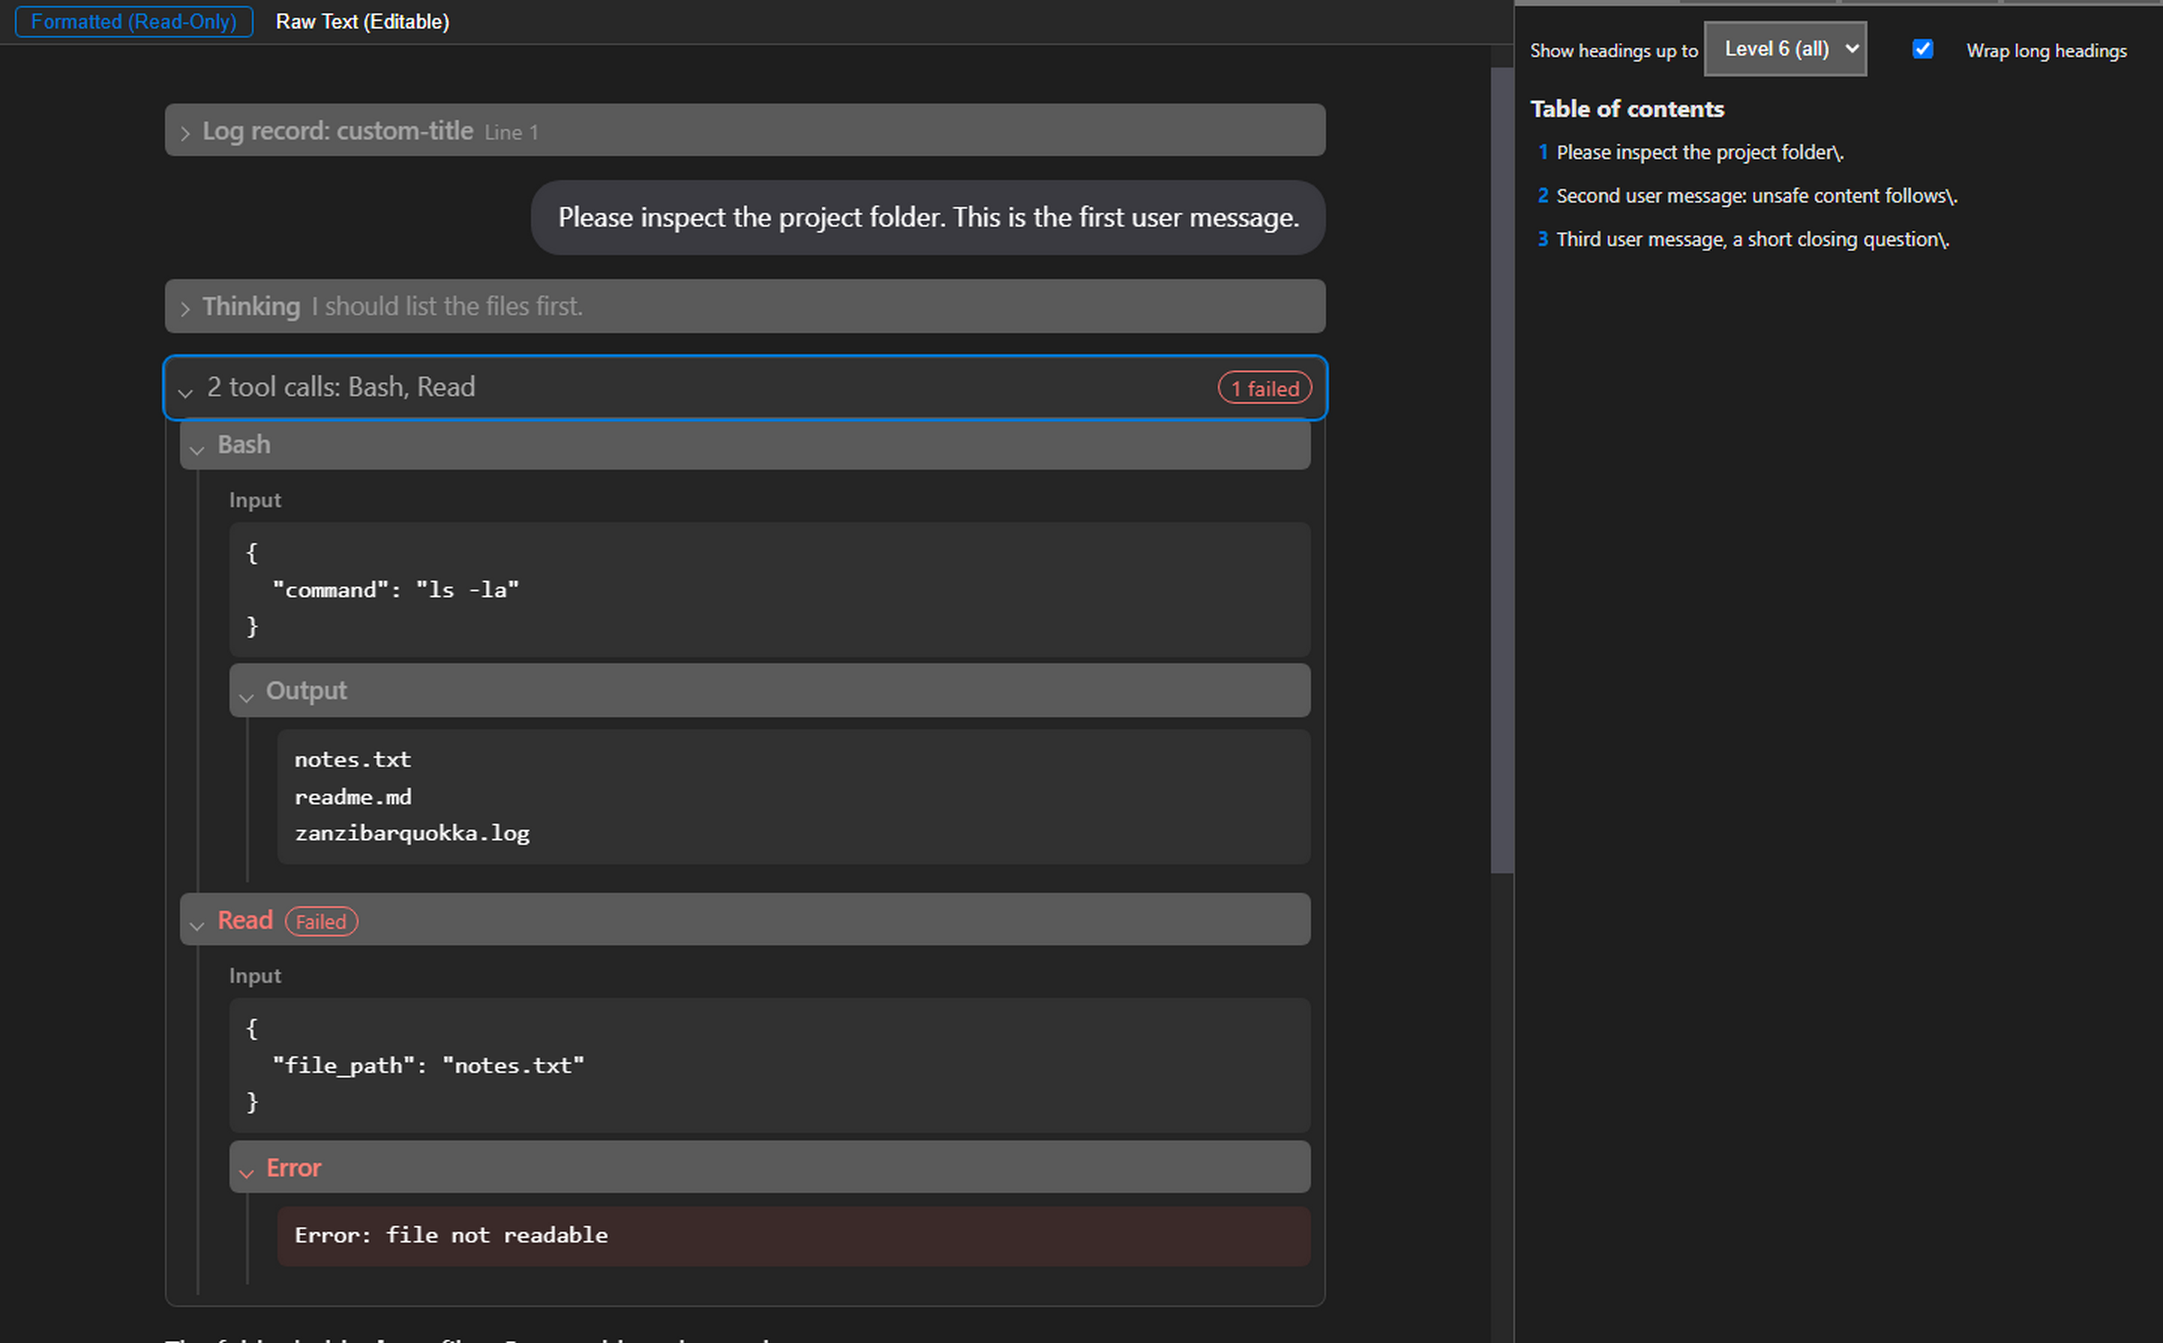 Formatted (Read-Only) Raw Text (Editable)
Show headings up to Level 6 (all) Wrap long headings
Table of contents
1 Please inspect the project folder\.
2 Second user message: unsafe content follows\.
3 Third user message, a short closing question\.
Log record: custom-title Line 1
Please inspect the project folder. This is the first user message.
Thinking I should list the files first.
2 tool calls: Bash, Read 1 failed
Bash
Input
{
"command": "ls -la"
}
Output
notes.txt
readme.md
zanzibarquokka.log
Read Failed
Input
{
"file_path": "notes.txt"
}
Error
Error: file not readable